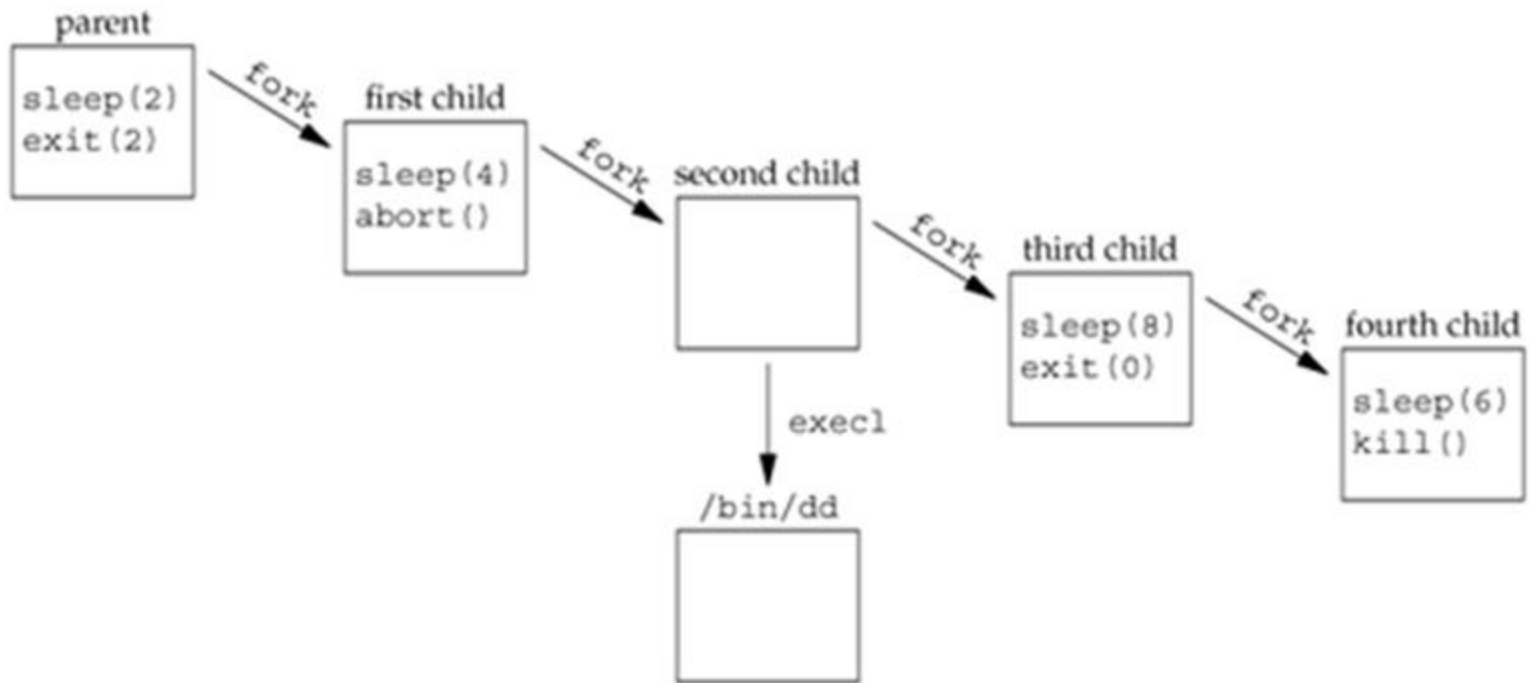 parent
sleep(2)
exit(2)
fork
first child
sleep(4)
abort()
fork
second child
fork
third child
sleep(8)
exit(0)
fork
fourth child
sleep(6)
kill()
execl
/bin/dd